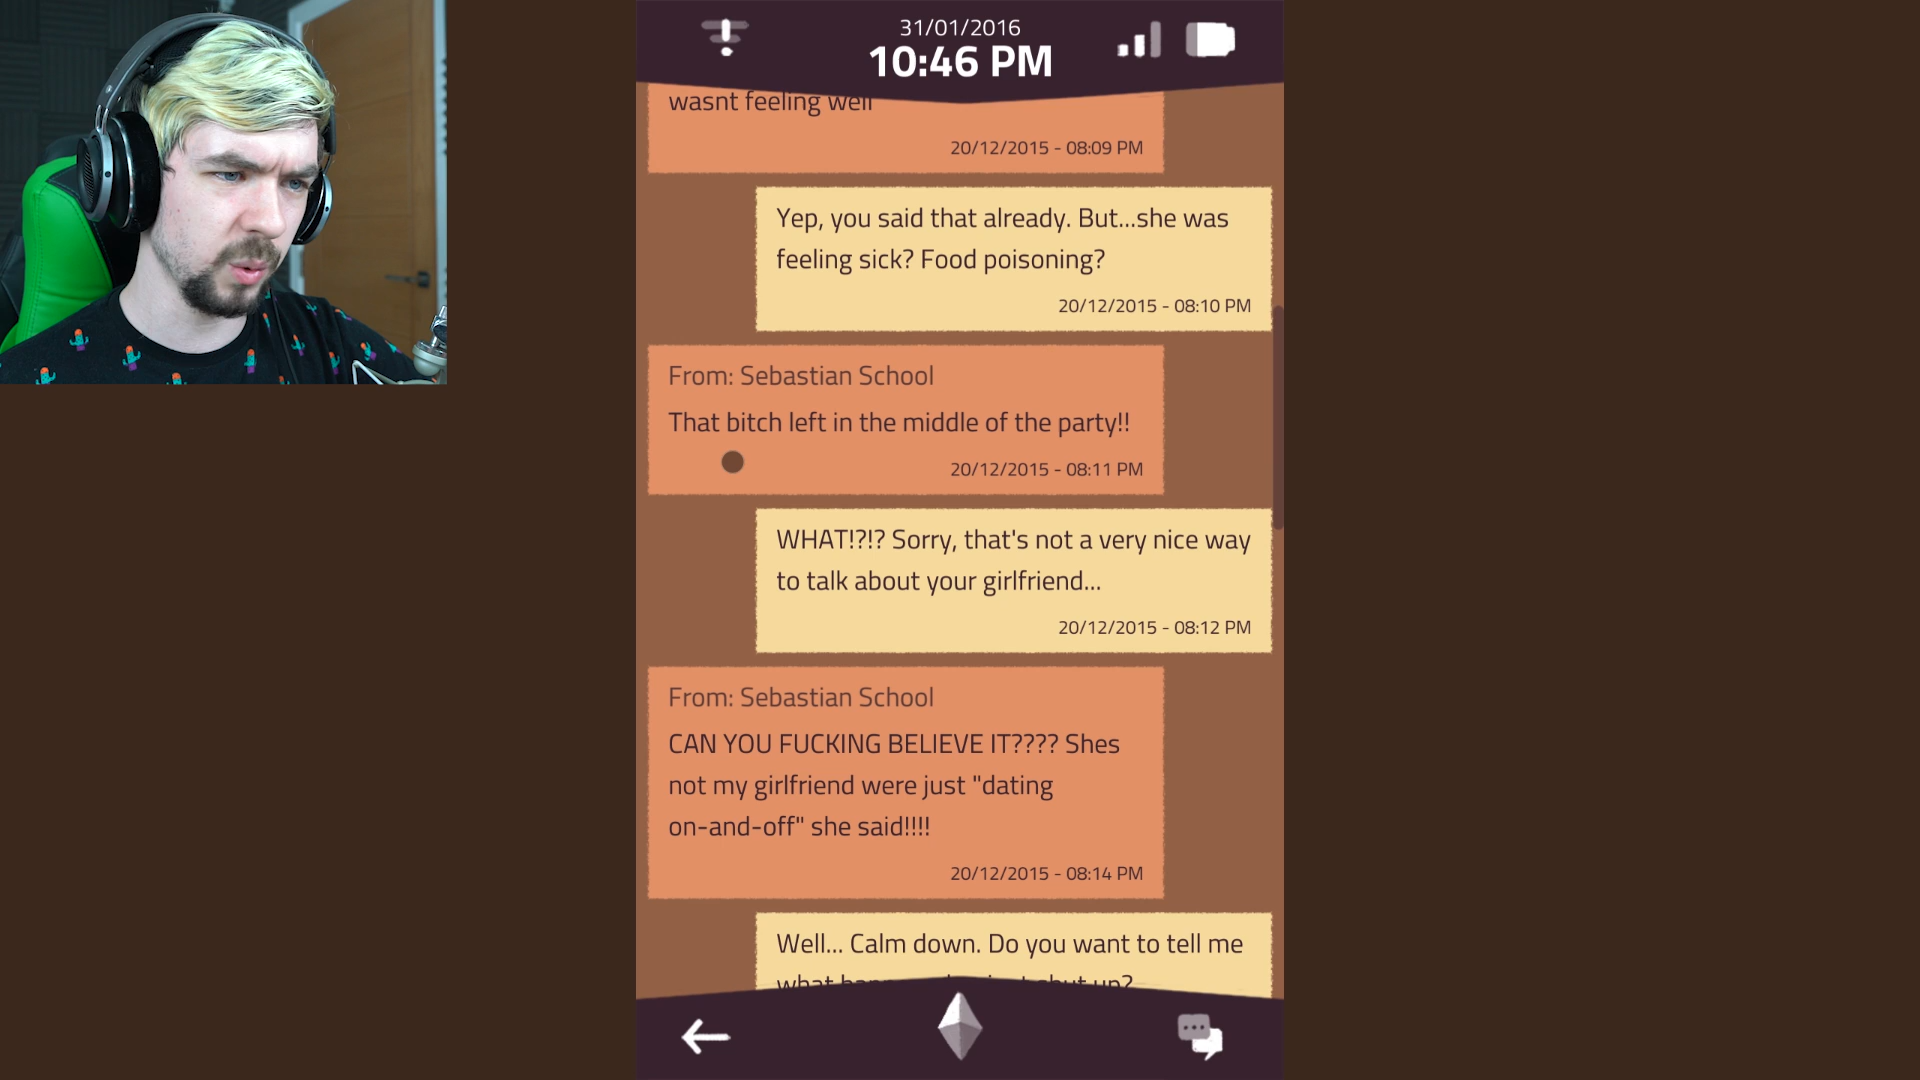 31/01/2016
10:46 PM
wasnt feeling well
20/12/2015 - 08:09 PM
Yep, you said that already. But...she was
feeling sick? Food poisoning?
20/12/2015 - 08:10 PM
From: Sebastian School
That bitch left in the middle of the party!!
20/12/2015 - 08:11 PM
WHAT!?!? Sorry, that's not a very nice way
to talk about your girlfriend...
20/12/2015 - 08:12 PM
From: Sebastian School
CAN YOU FUCKING BELIEVE IT???? Shes
not my girlfriend were just "dating
on-and-off" she said!!!!
20/12/2015 - 08:14 PM
Well... Calm down. Do you want to tell me
what shut up?